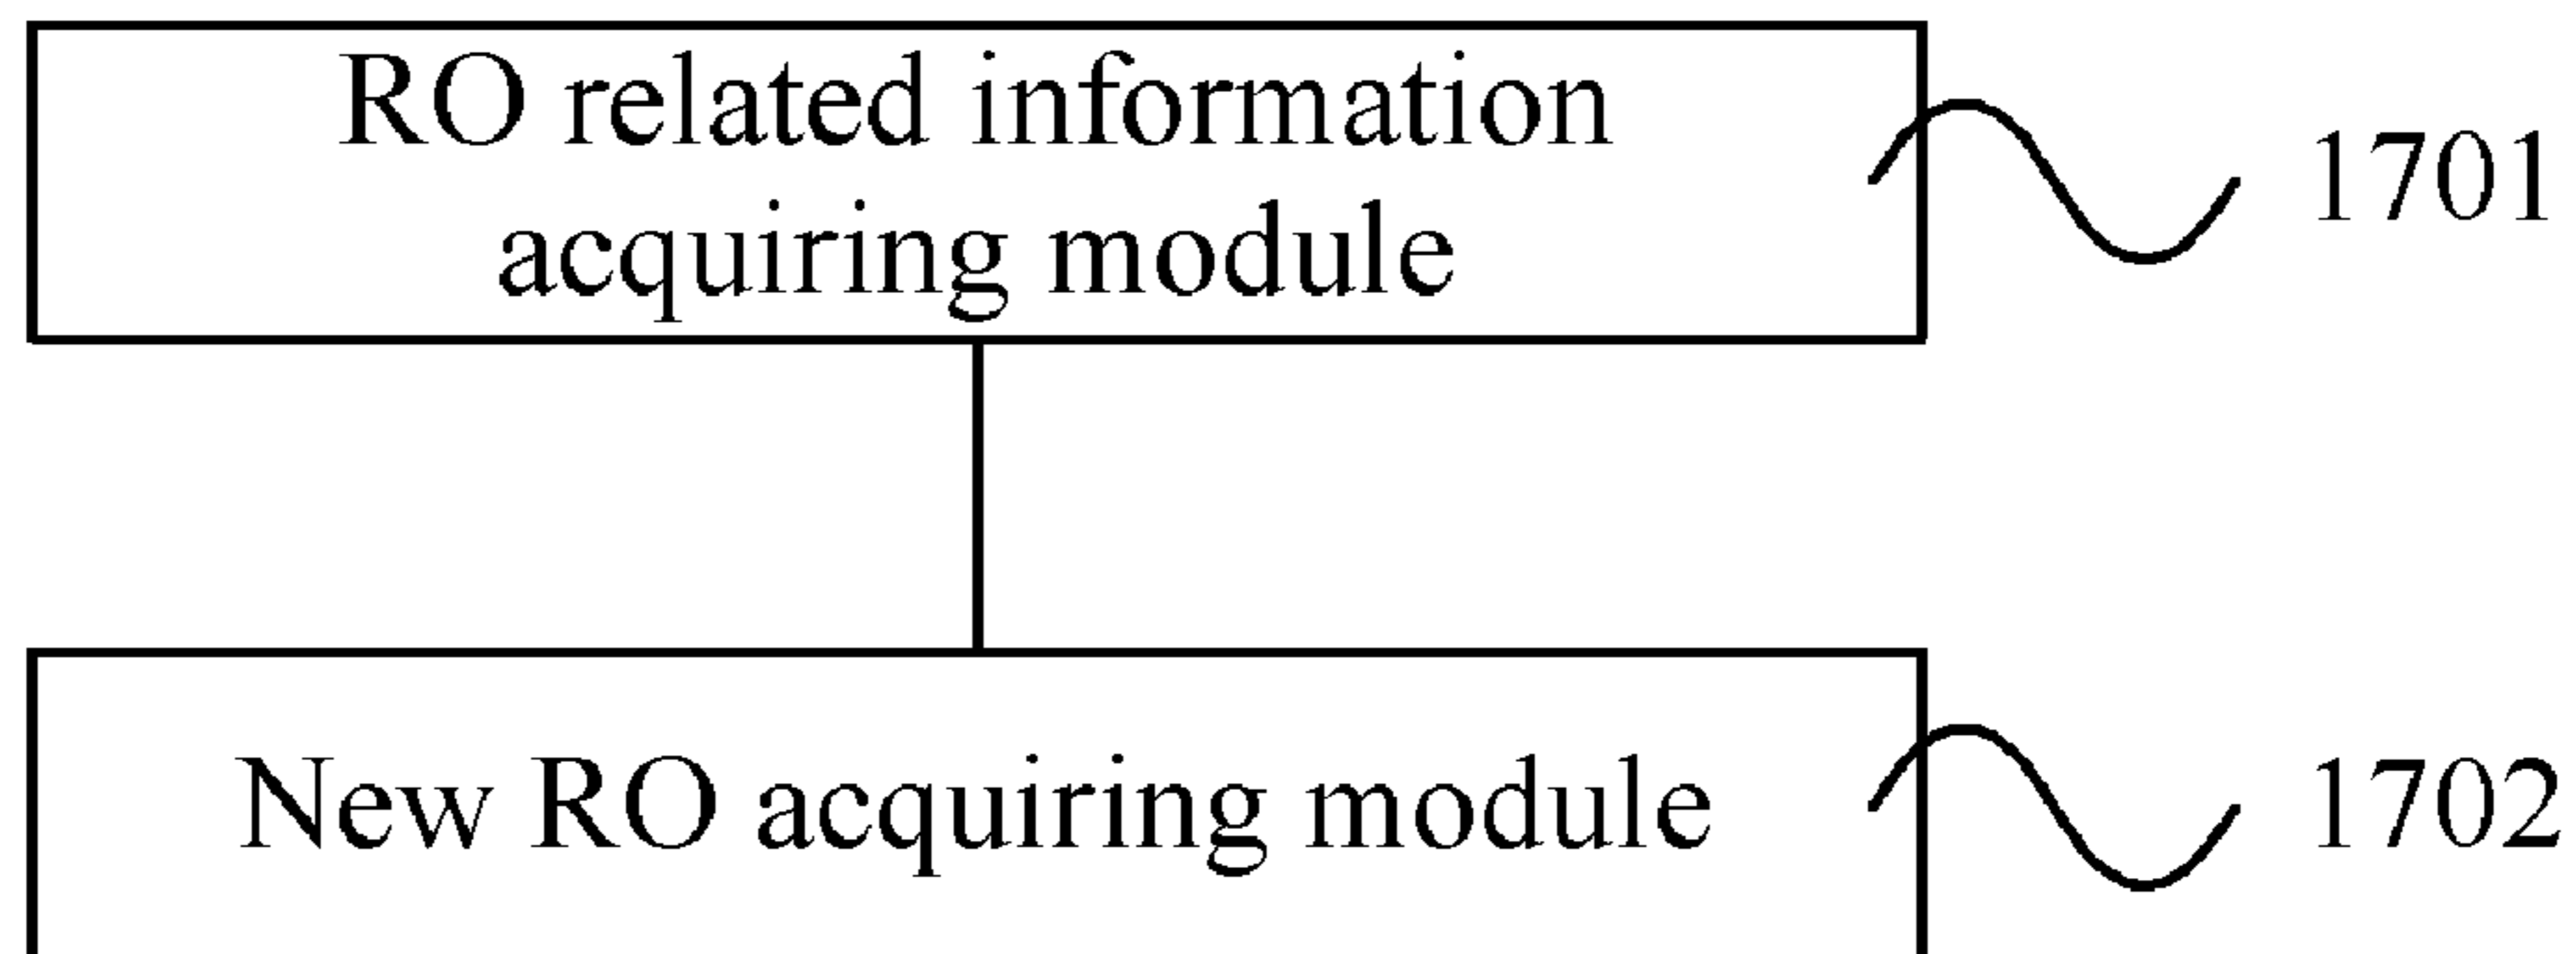 RO related information
acquiring module
1701
New RO acquiring module
1702